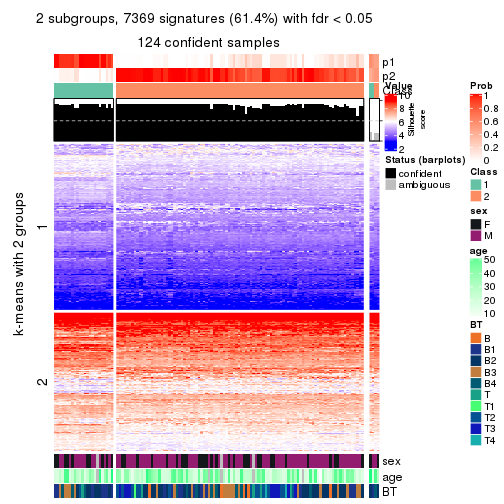 2 subgroups, 7369 signatures (61.4%) with fdr < 0.05
124 confident samples
p1
p2
Class
Silhouette
score
k-means with 2 groups
1
2
sex
age
BT
Value
10
8
6
4
2
Status (barplots)
confident
ambiguous
Prob
1
0.8
0.6
0.4
0.2
0
Class
1
2
sex
F
M
age
50
40
30
20
10
BT
B
B1
B2
B3
B4
T
T1
T2
T3
T4